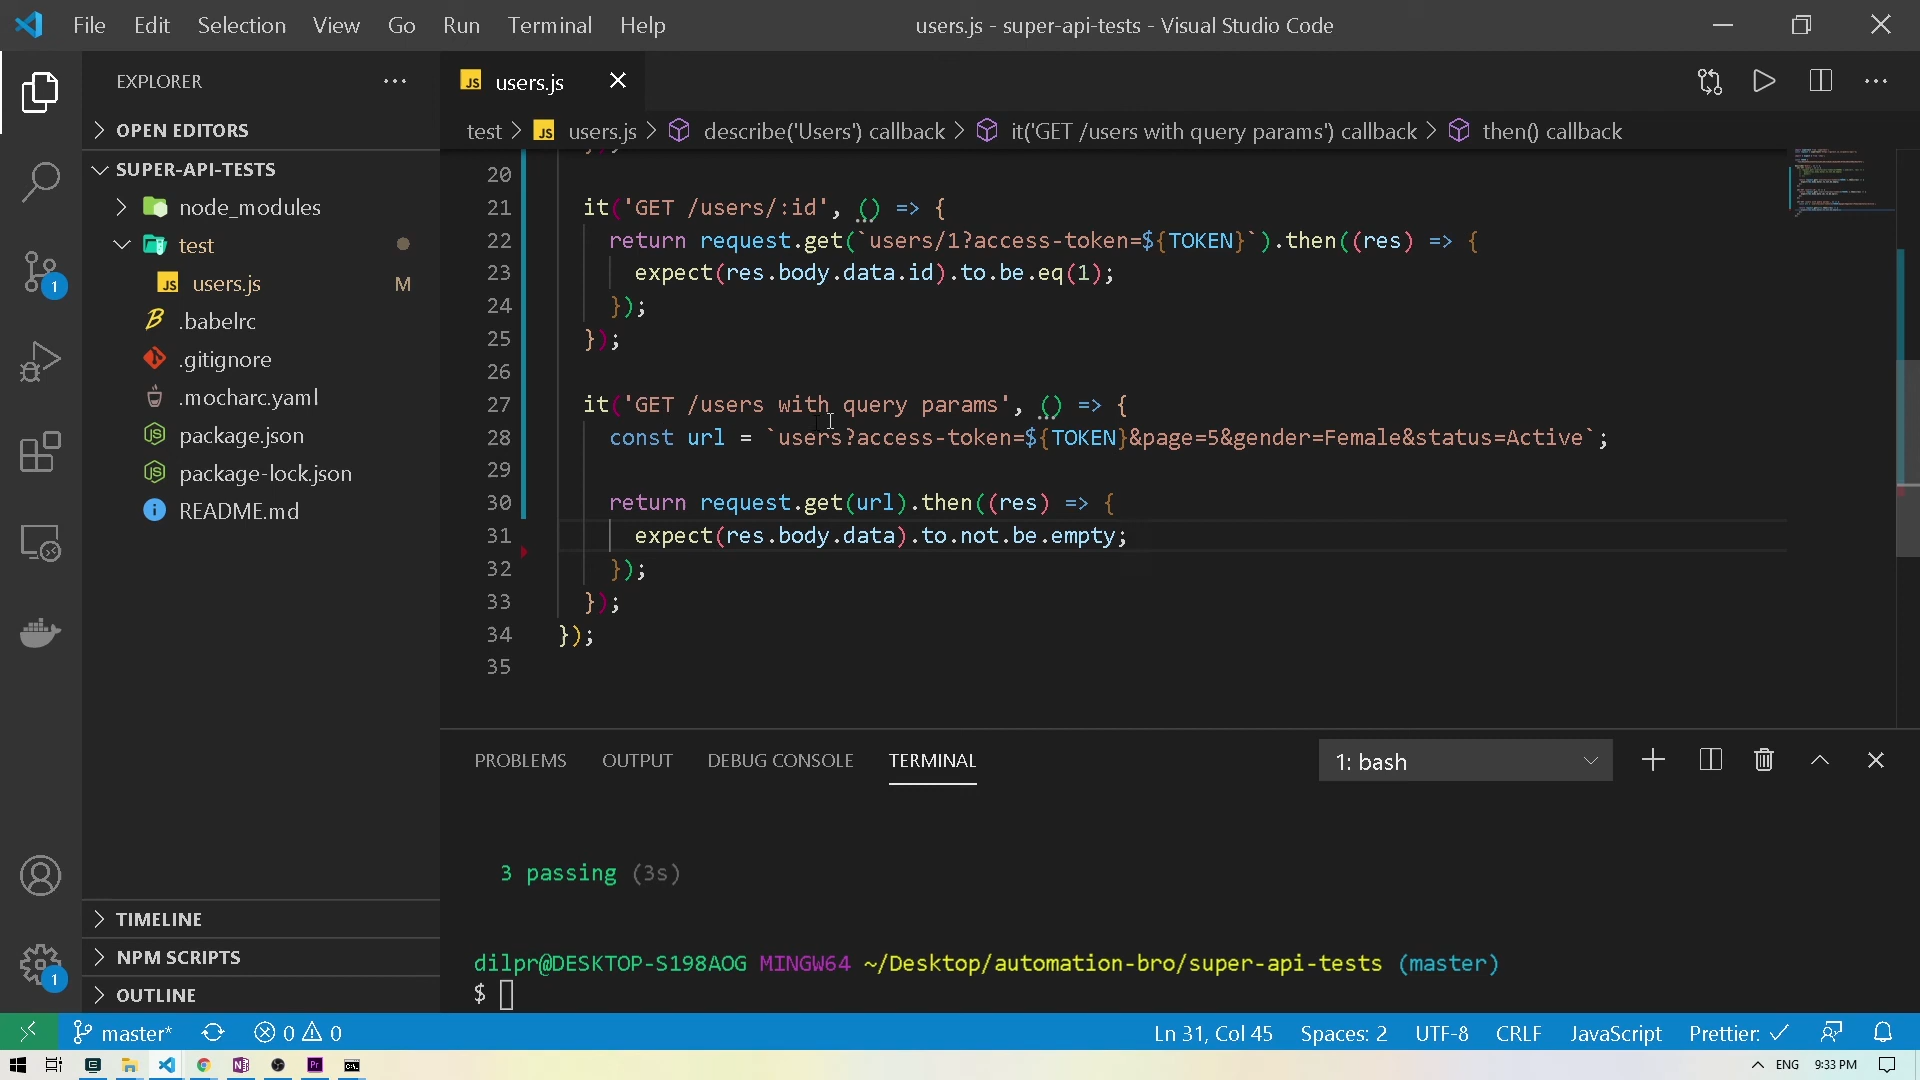 File Edit Selection View Go Run Terminal Help
users.js - super-api-tests - Visual Studio Code
EXPLORER
OPEN EDITORS
SUPER-API-TESTS
node_modules
test
users.js M
.babelrc
.gitignore
.mocharc.yaml
package.json
package-lock.json
README.md
TIMELINE
NPM SCRIPTS
OUTLINE
1
1
JS users.js
test > JS users.js > describe('Users') callback > it('GET /users with query params') callback > then() callback
20
21 it('GET /users/:id', () => {
22 return request.get(`users/1?access-token=${TOKEN}`).then((res) => {
23 expect(res.body.data.id).to.be.eq(1);
24 });
25 });
26
27 it('GET /users with query params', () => {
28 const url = `users?access-token=${TOKEN}&page=5&gender=Female&status=Active`;
29
30 return request.get(url).then((res) => {
31 expect(res.body.data).to.not.be.empty;
32 });
33 });
34 });
35
PROBLEMS OUTPUT DEBUG CONSOLE TERMINAL
1: bash
3 passing (3s)
dilpr@DESKTOP-S198AOG MINGW64 ~/Desktop/automation-bro/super-api-tests (master)
$
master* 0 0
Ln 31, Col 45 Spaces: 2 UTF-8 CRLF JavaScript Prettier: ✓
ENG 9:33 PM